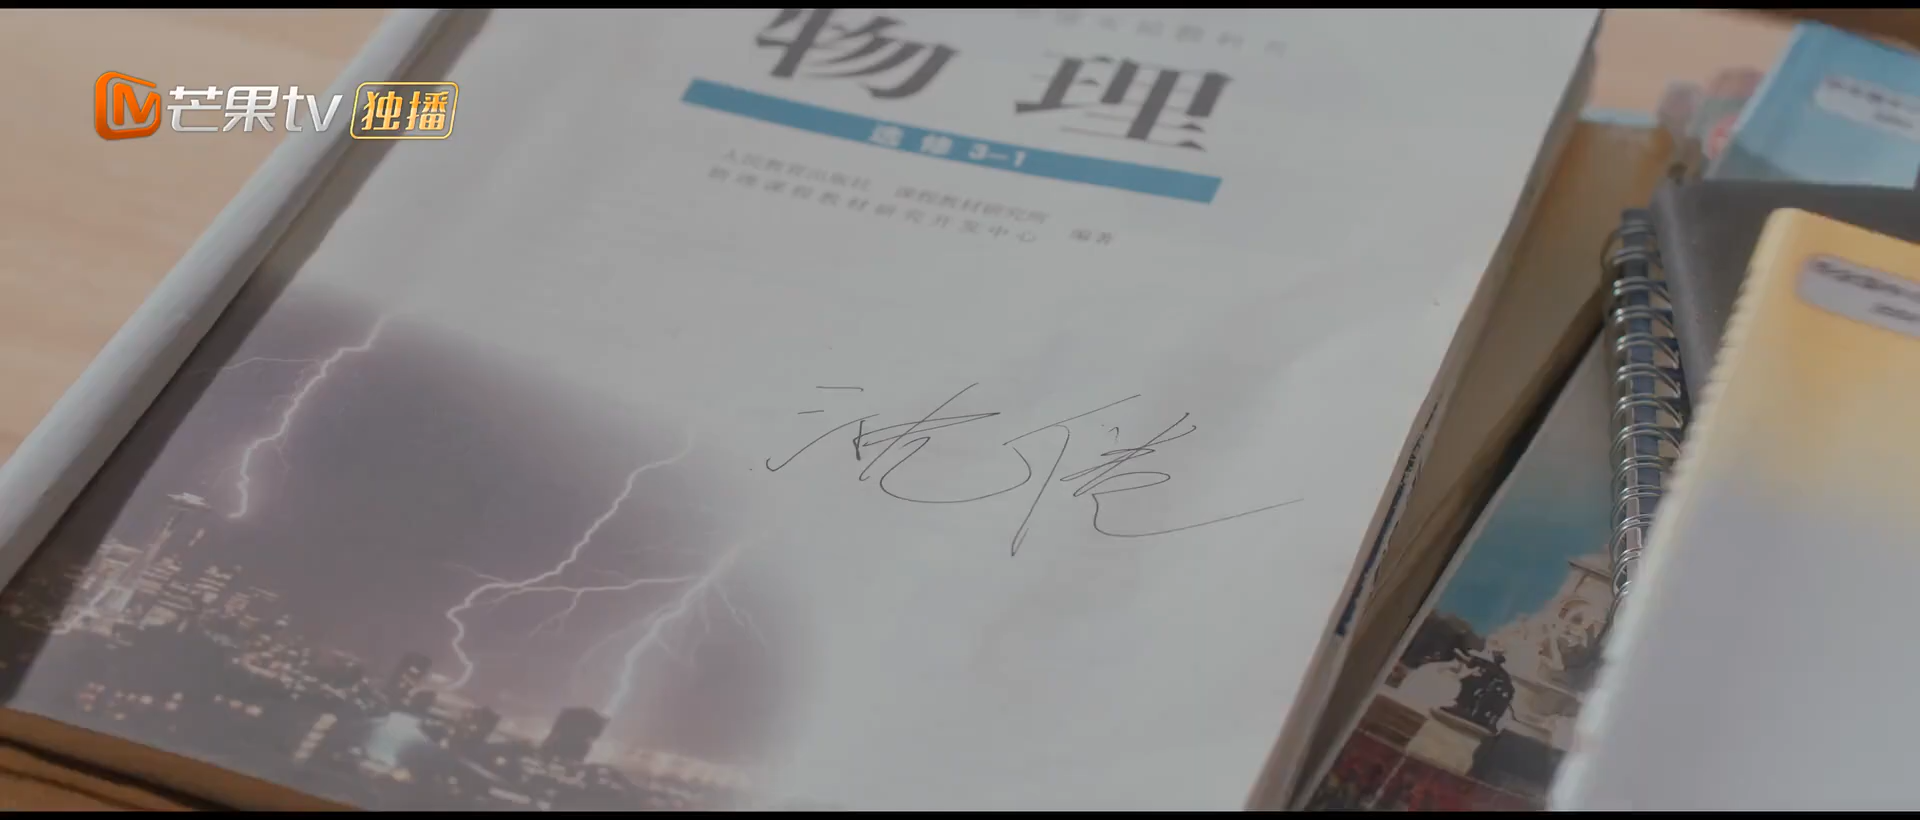 芒果tv 独播
物理
选修 3-1
人民教育出版社 课程教材研究所
物理课程教材研究开发中心 编著
沈倦